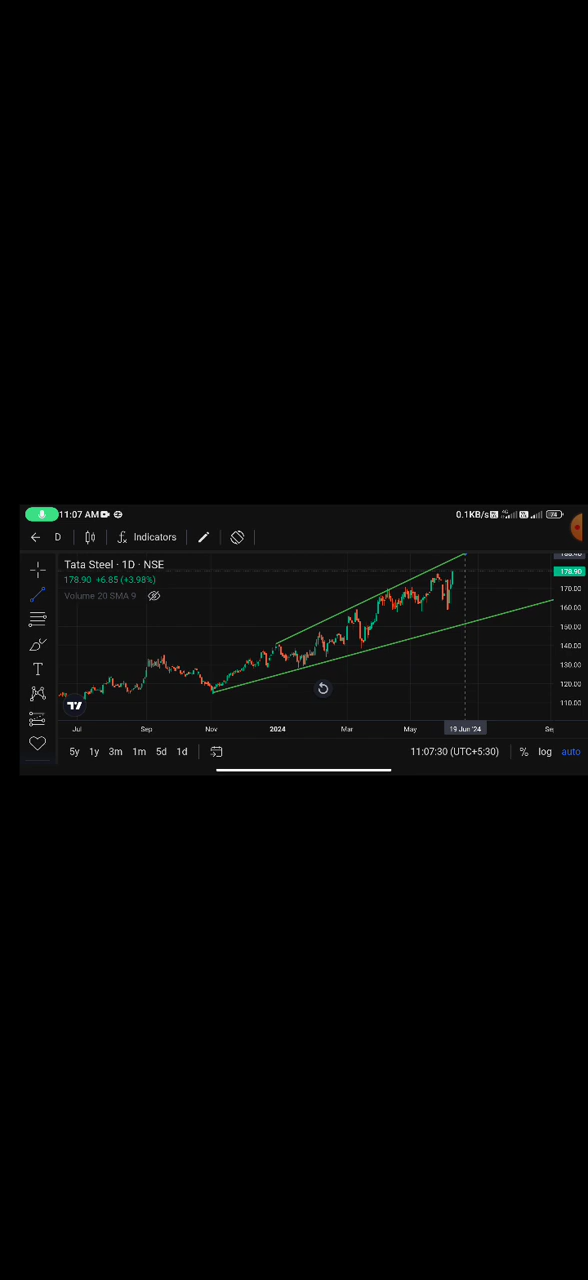 11:07 AM 0.1KB/s 74
D Indicators
Tata Steel · 1D · NSE
178.90 +6.85 (+3.98%)
Volume 20 SMA 9
178.90
170.00
160.00
150.00
140.00
130.00
120.00
110.00
Jul Sep Nov 2024 Mar May 19 Jun '24 Se
5y 1y 3m 1m 5d 1d 11:07:30 (UTC+5:30) % log auto